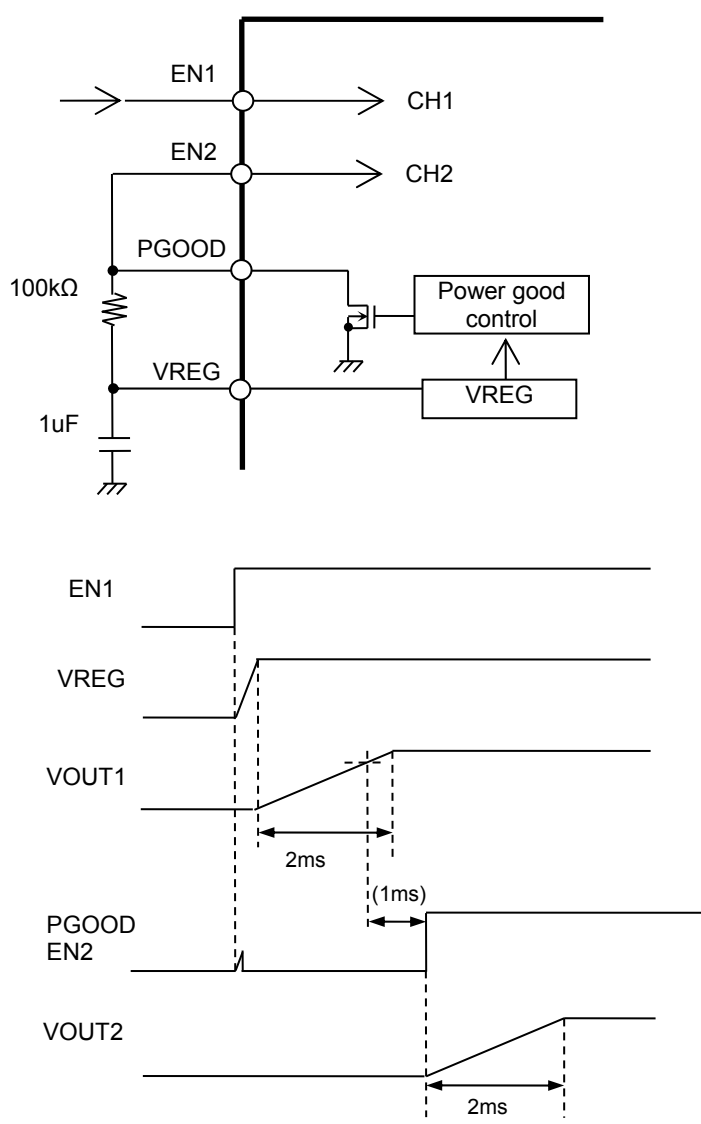 EN1
CH1
EN2
CH2
PGOOD
100kΩ
Power good
control
VREG
VREG
1uF
EN1
VREG
VOUT1
2ms
(1ms)
PGOOD
EN2
VOUT2
2ms